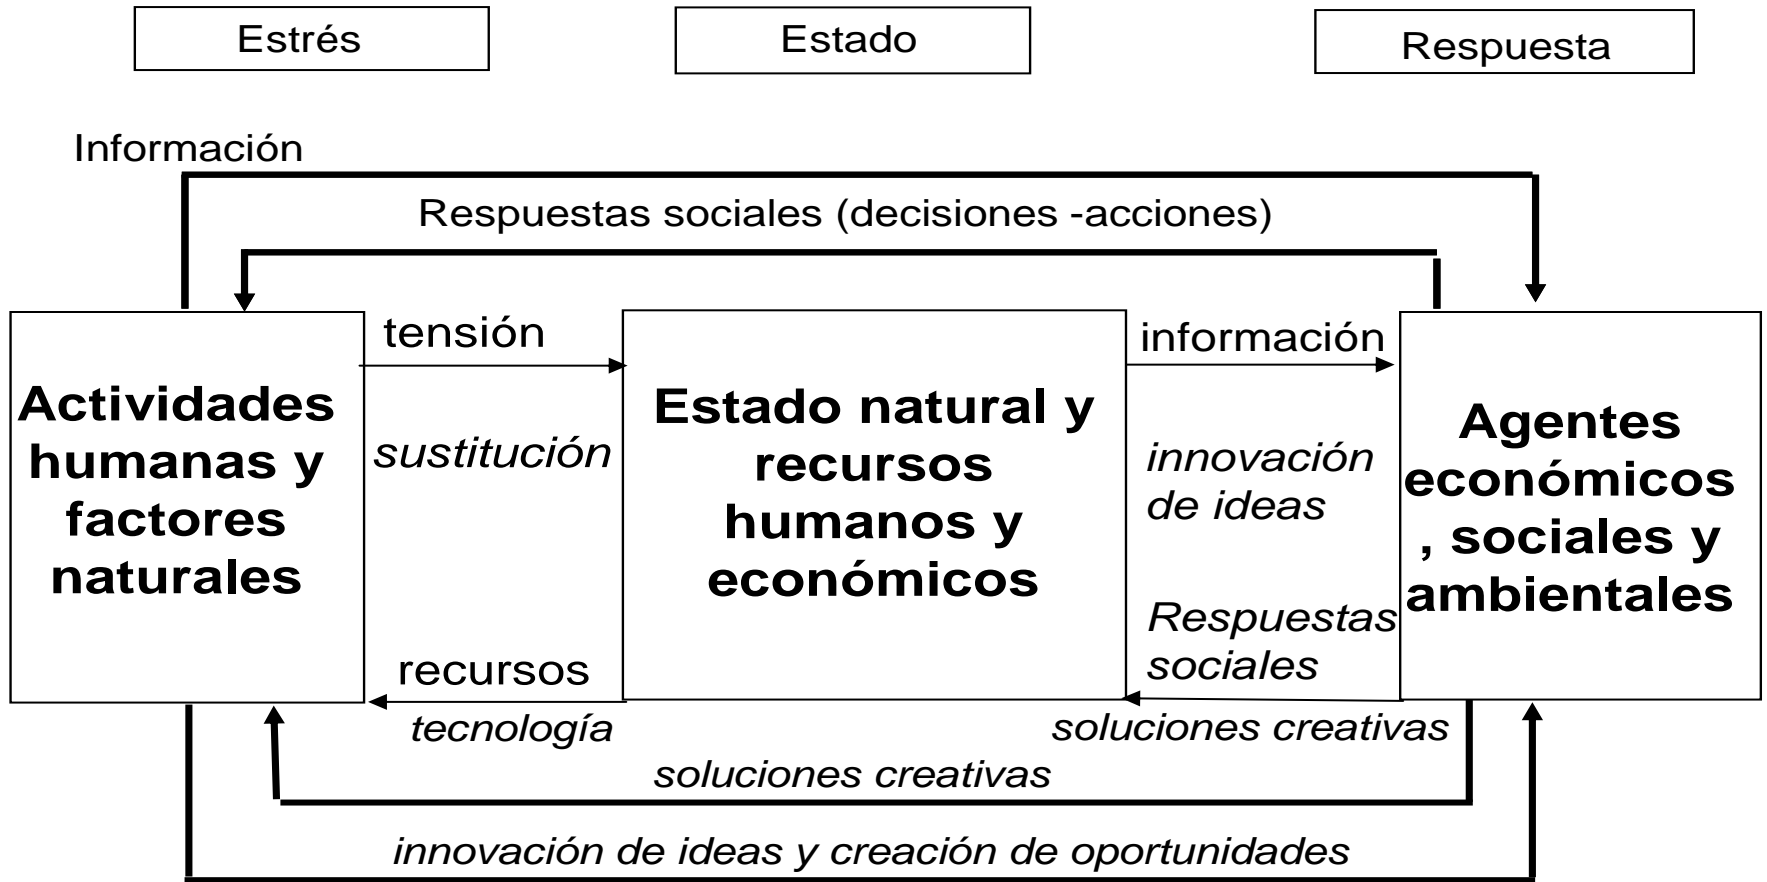 Estrés
Estado
Respuesta
Información
Respuestas sociales (decisiones -acciones)
Actividades
humanas y
factores
naturales
tensión
sustitución
recursos
tecnología
Estado natural y
recursos
humanos y
económicos
información
innovación
de ideas
Respuestas
sociales
soluciones creativas
Agentes
económicos
, sociales y
ambientales
soluciones creativas
innovación de ideas y creación de oportunidades